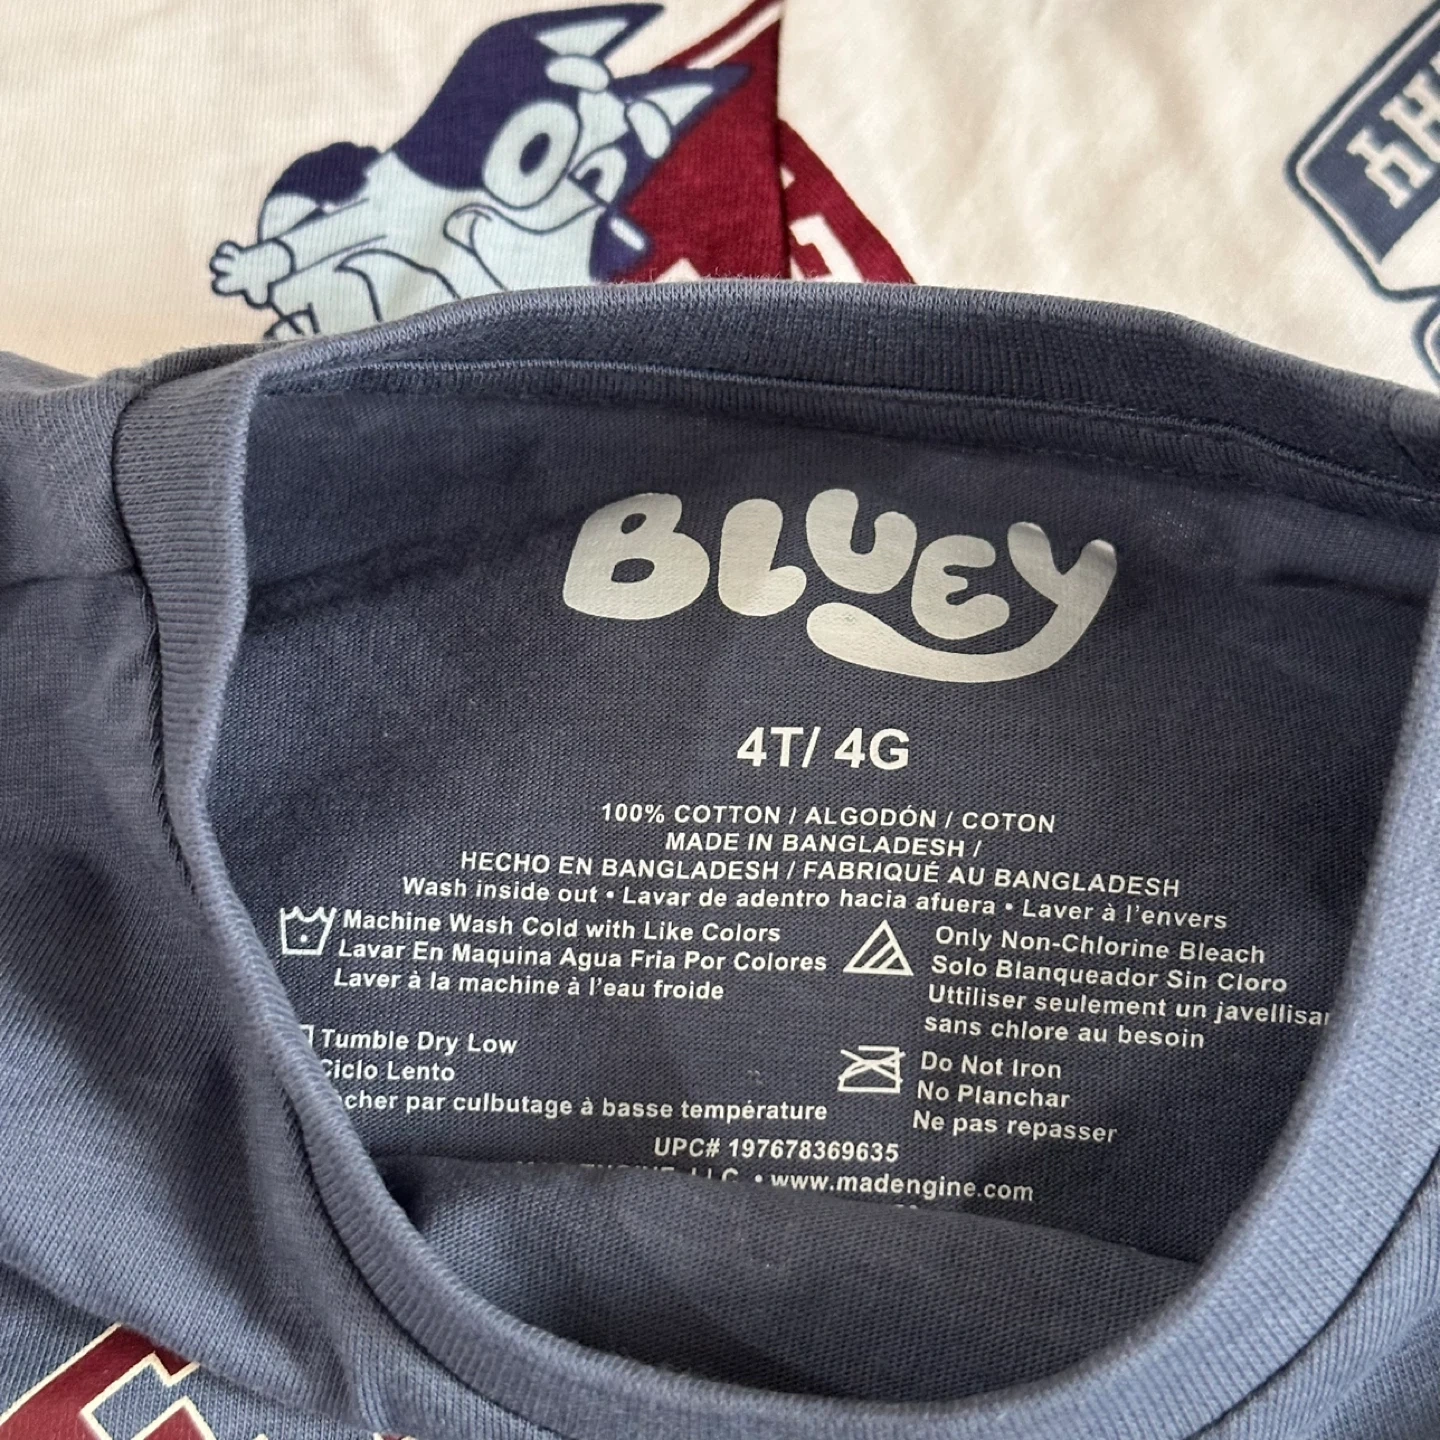 BLUEY
4T/ 4G
100% COTTON / ALGODÓN / COTON
MADE IN BANGLADESH /
HECHO EN BANGLADESH / FABRIQUÉ AU BANGLADESH
Wash inside out • Lavar de adentro hacia afuera • Laver à l'envers
Machine Wash Cold with Like Colors
Lavar En Maquina Agua Fria Por Colores
Laver à la machine à l'eau froide
Only Non-Chlorine Bleach
Solo Blanqueador Sin Cloro
Uttiliser seulement un
sans chlore au besoin
Tumble Dry Low
Ciclo Lento
par culbutage à basse température
Do Not Iron
No Planchar
Ne pas repasser
UPC# 197678369635
LLC. • www.madengine.com